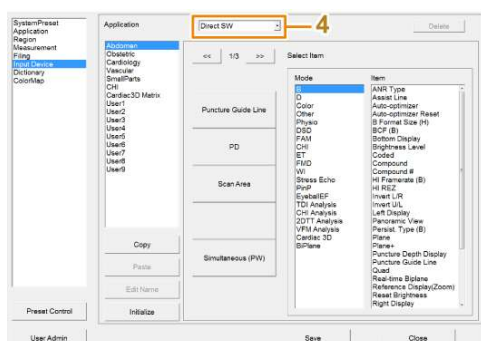 SystemPreset
Application
Region
Measurement
Filing
Input Device
Dictionary
ColorMap
Preset Control
User Admin
Application
Abdomen
Obstetric
Cardiology
Vascular
SmallParts
CHI
Cardiac3D Matrix
User1
User2
User3
User4
User5
User6
User7
User8
User9
Copy
Paste
Edit Name
Initialize
Direct SW
4
Delete
<< 1/3 >>
Puncture Guide Line
PD
Scan Area
Simultaneous (PW)
Select Item
Mode
B
D
Color
Other
Physio
DSD
FAM
CHI
ET
FMD
WI
Stress Echo
PinP
EyeballEF
TDI Analysis
CHI Analysis
2DTT Analysis
VFM Analysis
Cardiac 3D
BiPlane
Item
ANR Type
Assist Line
Auto-optimizer
Auto-optimizer Reset
B Format Size (H)
BCF (B)
Bottom Display
Brightness Level
Coded
Compound
Compound #
HI Framerate (B)
HI REZ
Invert L/R
Invert U/L
Left Display
Panoramic View
Persist. Type (B)
Plane
Plane+
Puncture Depth Display
Puncture Guide Line
Quad
Real-time Biplane
Reference Display(Zoom)
Reset Brightness
Right Display
Save
Close